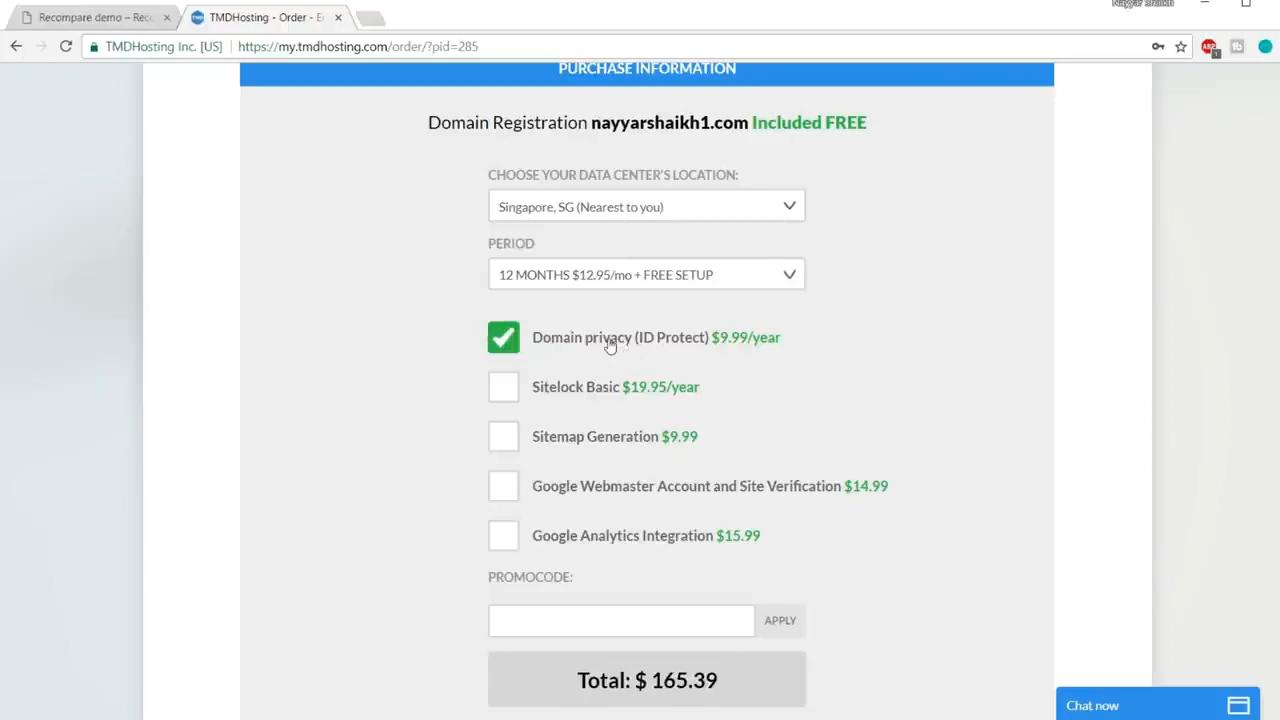 Recompare demo – Reco
TMDHosting - Order - E
Nayyar Shaikh
TMDHosting Inc. [US]
https://my.tmdhosting.com/order/?pid=285
PURCHASE INFORMATION
Domain Registration nayyarshaikh1.com Included FREE
CHOOSE YOUR DATA CENTER'S LOCATION:
Singapore, SG (Nearest to you)
PERIOD
12 MONTHS $12.95/mo + FREE SETUP
Domain privacy (ID Protect) $9.99/year
Sitelock Basic $19.95/year
Sitemap Generation $9.99
Google Webmaster Account and Site Verification $14.99
Google Analytics Integration $15.99
PROMOCODE:
APPLY
Total: $ 165.39
Chat now